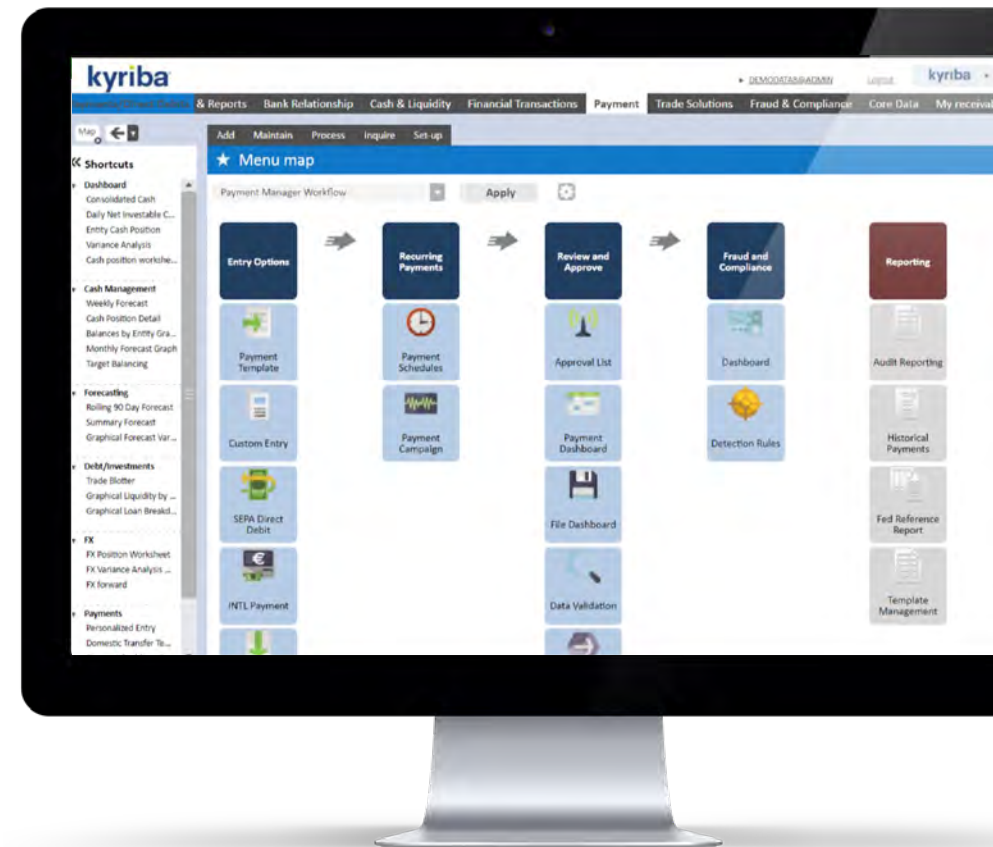 kyriba
DEMODATA8@ADMIN
Logout
kyriba
& Reports Bank Relationship Cash & Liquidity Financial Transactions Payment Trade Solutions Fraud & Compliance Core Data My receivab
Map
Add Maintain Process Inquire Set-up
Shortcuts
Menu map
Payment Manager Workflow Apply
Dashboard
Consolidated Cash
Daily Net Investable C...
Entity Cash Position
Variance Analysis
Cash position workshe...
Cash Management
Weekly Forecast
Cash Position Detail
Balances by Entity Gra...
Monthly Forecast Graph
Target Balancing
Forecasting
Rolling 90 Day Forecast
Summary Forecast
Graphical Forecast Var...
Debt/Investments
Trade Blotter
Graphical Liquidity by ...
Graphical Loan Breakd...
FX
FX Position Worksheet
FX Variance Analysis ...
FX forward
Payments
Personalized Entry
Domestic Transfer Te...
Entry Options
Payment
Template
Custom Entry
SEPA Direct
Debit
INTL Payment
Recurring
Payments
Payment
Schedules
Payment
Campaign
Review and
Approve
Approval List
Payment
Dashboard
File Dashboard
Data Validation
Fraud and
Compliance
Dashboard
Detection Rules
Reporting
Audit Reporting
Historical
Payments
Fed Reference
Report
Template
Management